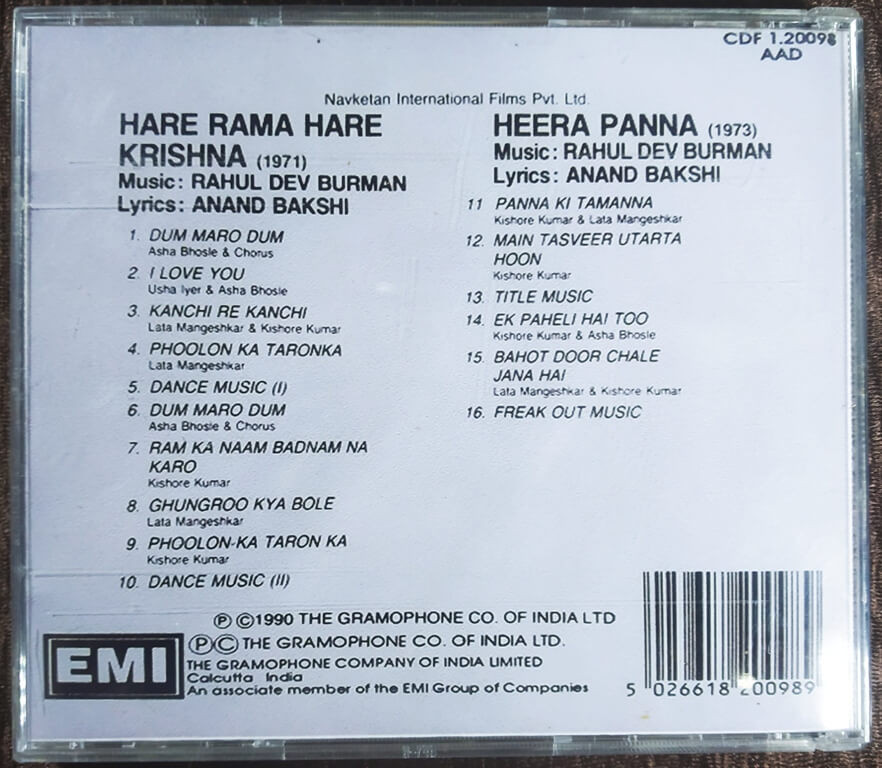 CDF 1.20098
AAD
Navketan International Films Pvt. Ltd.
HARE RAMA HARE
KRISHNA (1971)
Music: RAHUL DEV BURMAN
Lyrics: ANAND BAKSHI
1. DUM MARO DUM
Asha Bhosle & Chorus
2. I LOVE YOU
Usha Iyer & Asha Bhosle
3. KANCHI RE KANCHI
Lata Mangeshkar & Kishore Kumar
4. PHOOLON KA TARONKA
Lata Mangeshkar
5. DANCE MUSIC (I)
6. DUM MARO DUM
Asha Bhosle & Chorus
7. RAM KA NAAM BADNAM NA
KARO
Kishore Kumar
8. GHUNGROO KYA BOLE
Lata Mangeshkar
9. PHOOLON-KA TARON KA
Kishore Kumar
10. DANCE MUSIC (II)
HEERA PANNA (1973)
Music: RAHUL DEV BURMAN
Lyrics: ANAND BAKSHI
11 PANNA KI TAMANNA
Kishore Kumar & Lata Mangeshkar
12. MAIN TASVEER UTARTA
HOON
Kishore Kumar
13. TITLE MUSIC
14. EK PAHELI HAI TOO
Kishore Kumar & Asha Bhosle
15. BAHOT DOOR CHALE
JANA HAI
Lata Mangeshkar & Kishore Kumar
16. FREAK OUT MUSIC
Ⓟ ©1990 THE GRAMOPHONE CO. OF INDIA LTD
EMI
Ⓟ© THE GRAMOPHONE CO. OF INDIA LTD.
THE GRAMOPHONE COMPANY OF INDIA LIMITED
Calcutta India
An associate member of the EMI Group of Companies
5 026618 200989